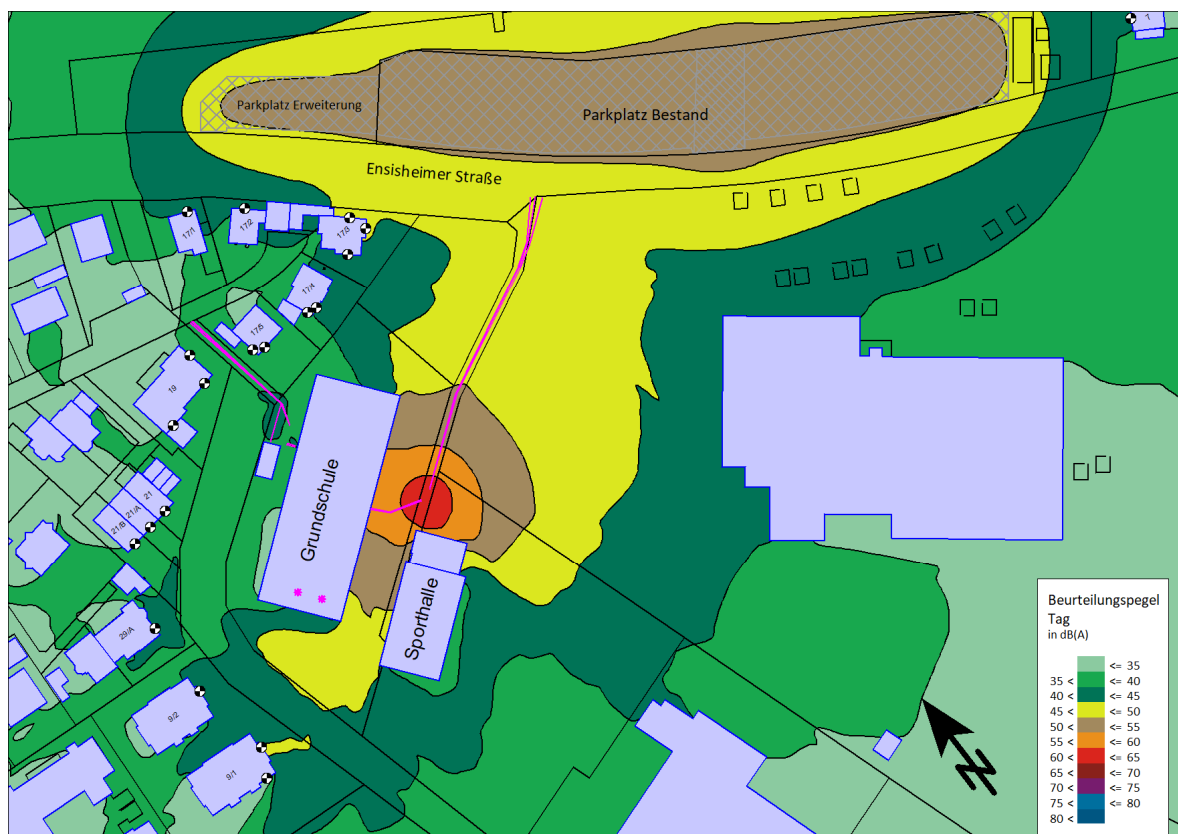 7
Parkplatz Erweiterung
Parkplatz Bestand
Ensisheimer Straße
17/1
17/2
17/3
17/4
17/5
19
21
21/A
21/B
Grundschule
Sporthalle
29/A
9/2
9/1
Beurteilungspegel
Tag
in dB(A)
<= 35
35 < <= 40
40 < <= 45
45 < <= 50
50 < <= 55
55 < <= 60
60 < <= 65
65 < <= 70
70 < <= 75
75 < <= 80
80 <